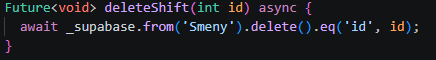 Future<void> deleteShift(int id) async {
  await _supabase.from('Smeny').delete().eq('id', id);
}